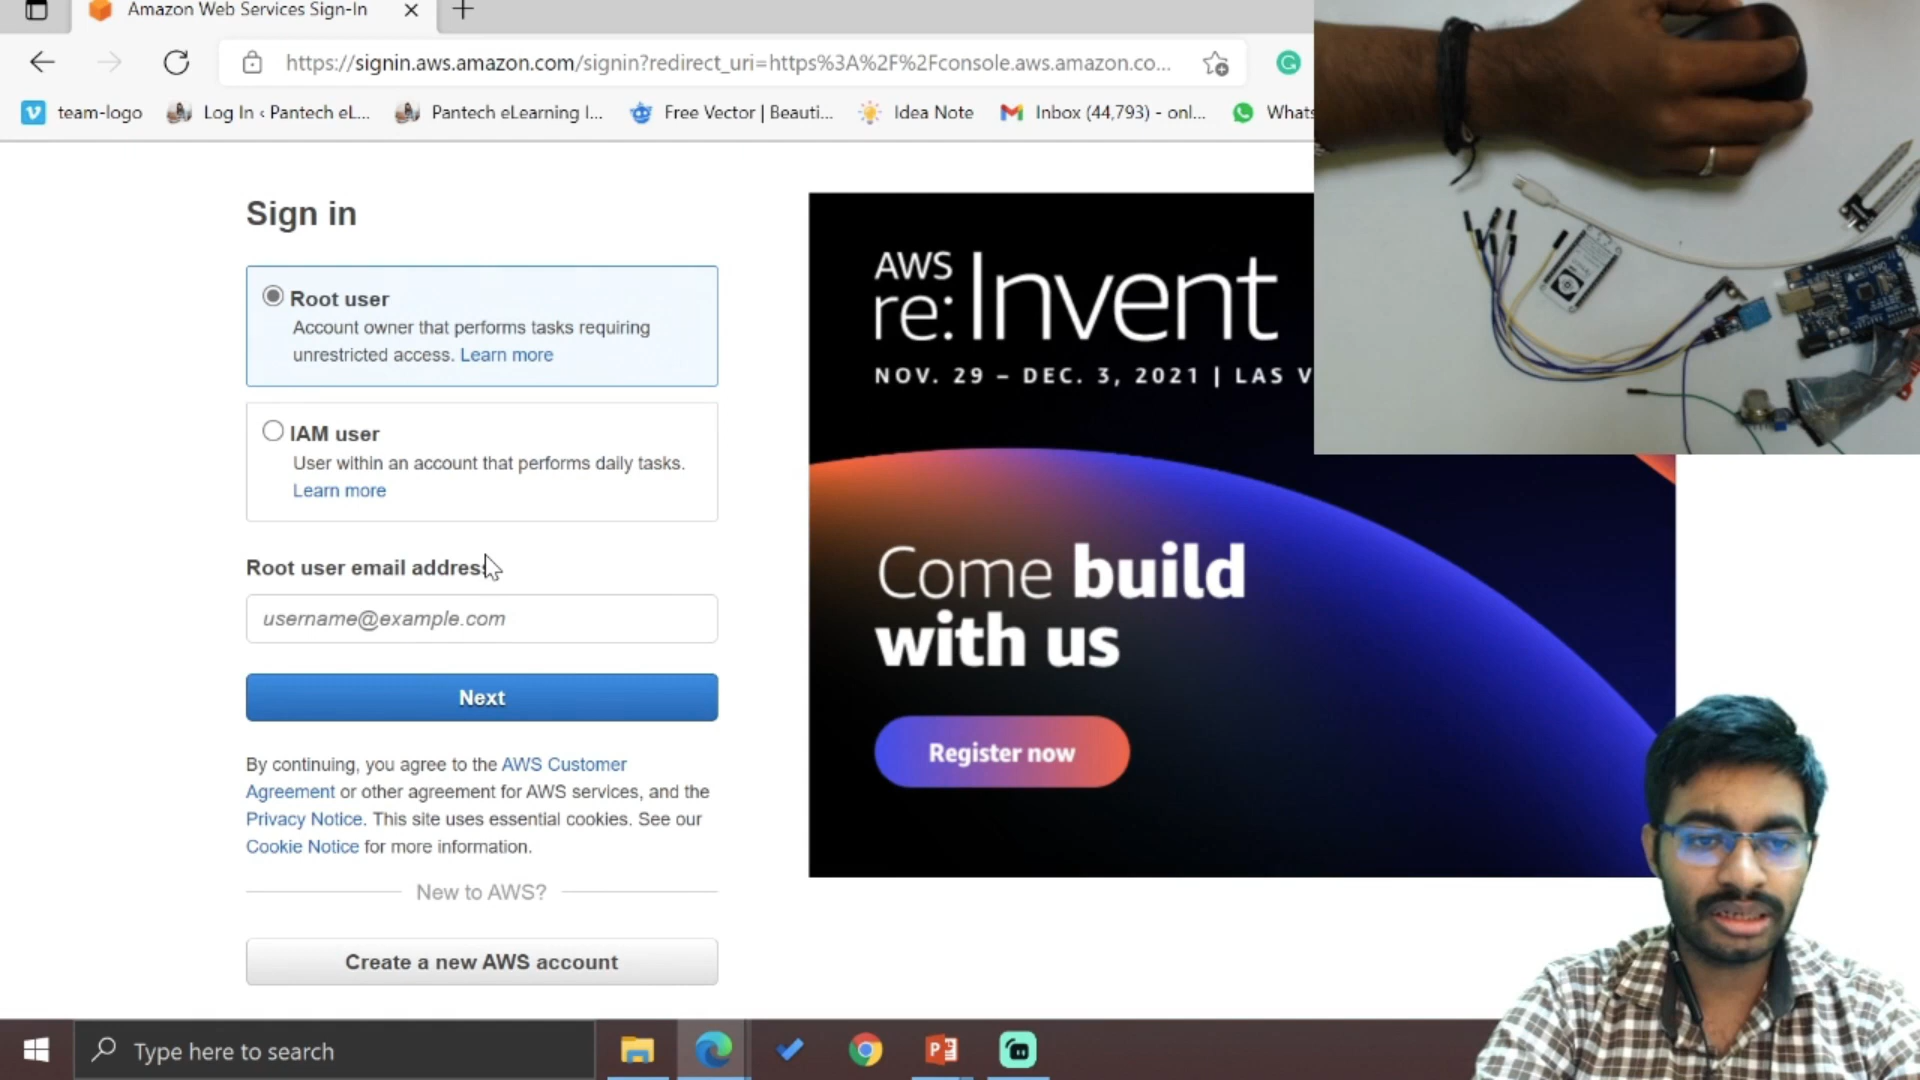 Amazon Web Services Sign-In
https://signin.aws.amazon.com/signin?redirect_uri=https%3A%2F%2Fconsole.aws.amazon.co...
team-logo
Log In ‹ Pantech eL...
Pantech eLearning I...
Free Vector | Beauti...
Idea Note
Inbox (44,793) - onl...
Whats
Sign in
Root user
Account owner that performs tasks requiring
unrestricted access. Learn more
IAM user
User within an account that performs daily tasks.
Learn more
Root user email address
username@example.com
Next
By continuing, you agree to the AWS Customer
Agreement or other agreement for AWS services, and the
Privacy Notice. This site uses essential cookies. See our
Cookie Notice for more information.
New to AWS?
Create a new AWS account
AWS
re:Invent
NOV. 29 – DEC. 3, 2021 | LAS V
Come build
with us
Register now
Type here to search